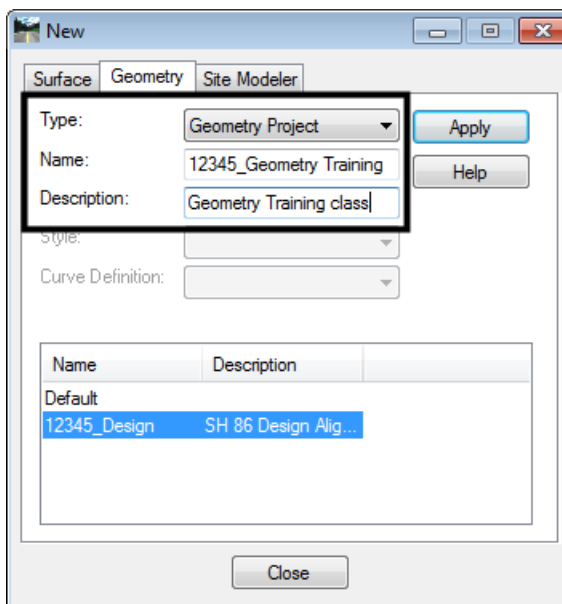 New
Surface Geometry Site Modeler
Type: Geometry Project Apply
Name: 12345_Geometry Training Help
Description: Geometry Training class
Style:
Curve Definition:
Name Description
Default
12345_Design SH 86 Design Alig...
Close